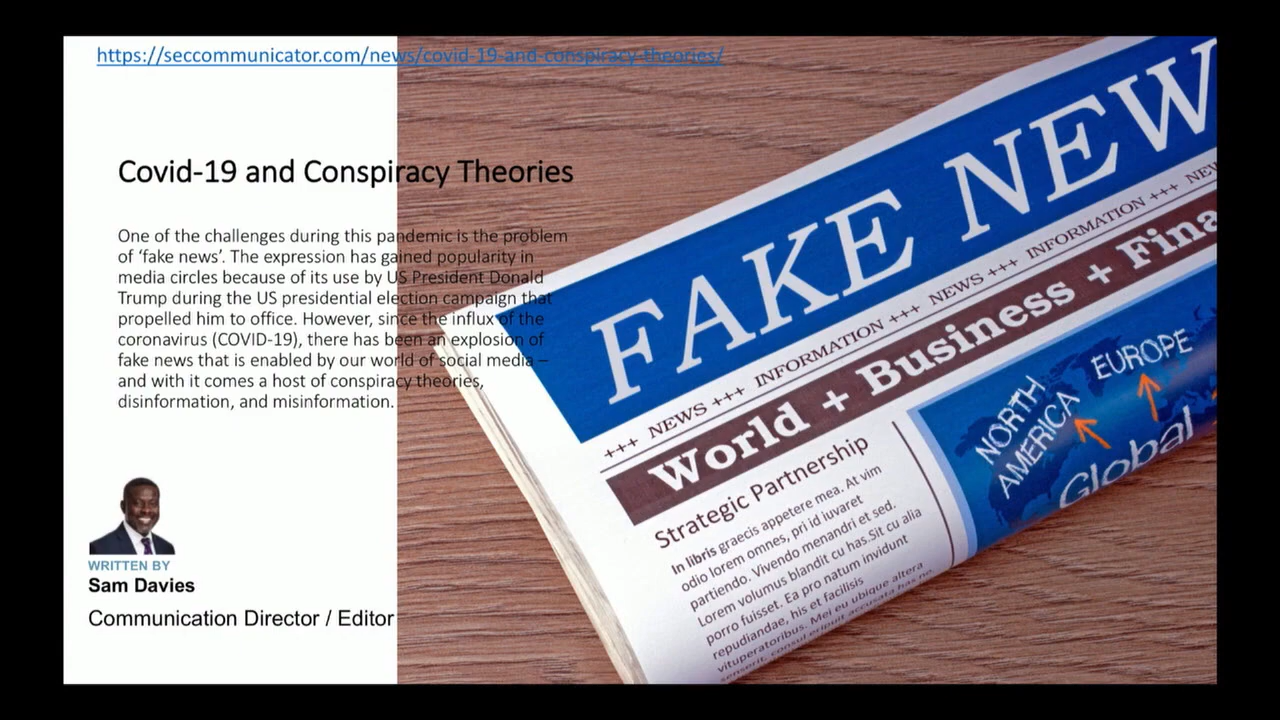 https://seccommunicator.com/news/covid-19-and-conspiracy-theories/
Covid-19 and Conspiracy Theories
One of the challenges during this pandemic is the problem
of ‘fake news’. The expression has gained popularity in
media circles because of its use by US President Donald
Trump during the US presidential election campaign that
propelled him to office. However, since the influx of the
coronavirus (COVID-19), there has been an explosion of
fake news that is enabled by our world of social media –
and with it comes a host of conspiracy theories,
disinformation, and misinformation.
WRITTEN BY
Sam Davies
Communication Director / Editor
FAKE NEW
+++ NEWS +++ INFORMATION +++ NEWS +++ INFORMATION +++ NEW
World + Business + Fina
Strategic Partnership
In libris graecis appetere mea. At vim
odio lorem omnes, pri id iuvaret
partiendo. Vivendo menandri et sed.
Lorem volumus blandit cu has.Sit cu alia
porro fuisset. Ea pro natum invidunt
repudiandae, his et facilisis
vituperatoribus. Mei eu ubique altera
NORTH
AMERICA
EUROPE
Global